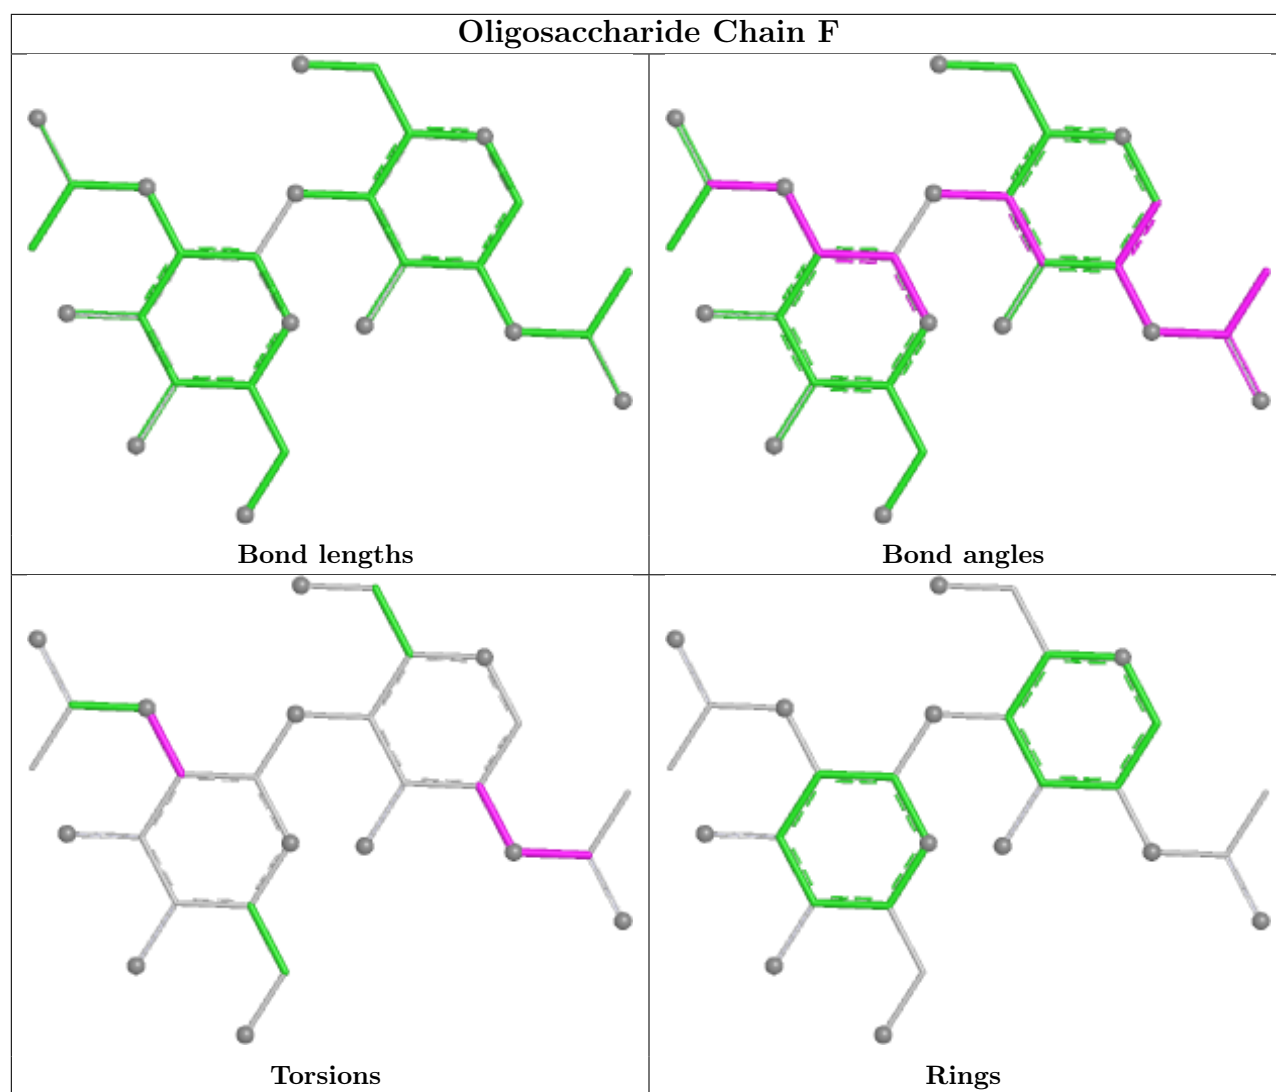 Oligosaccharide Chain F
Bond lengths
Bond angles
Torsions
Rings